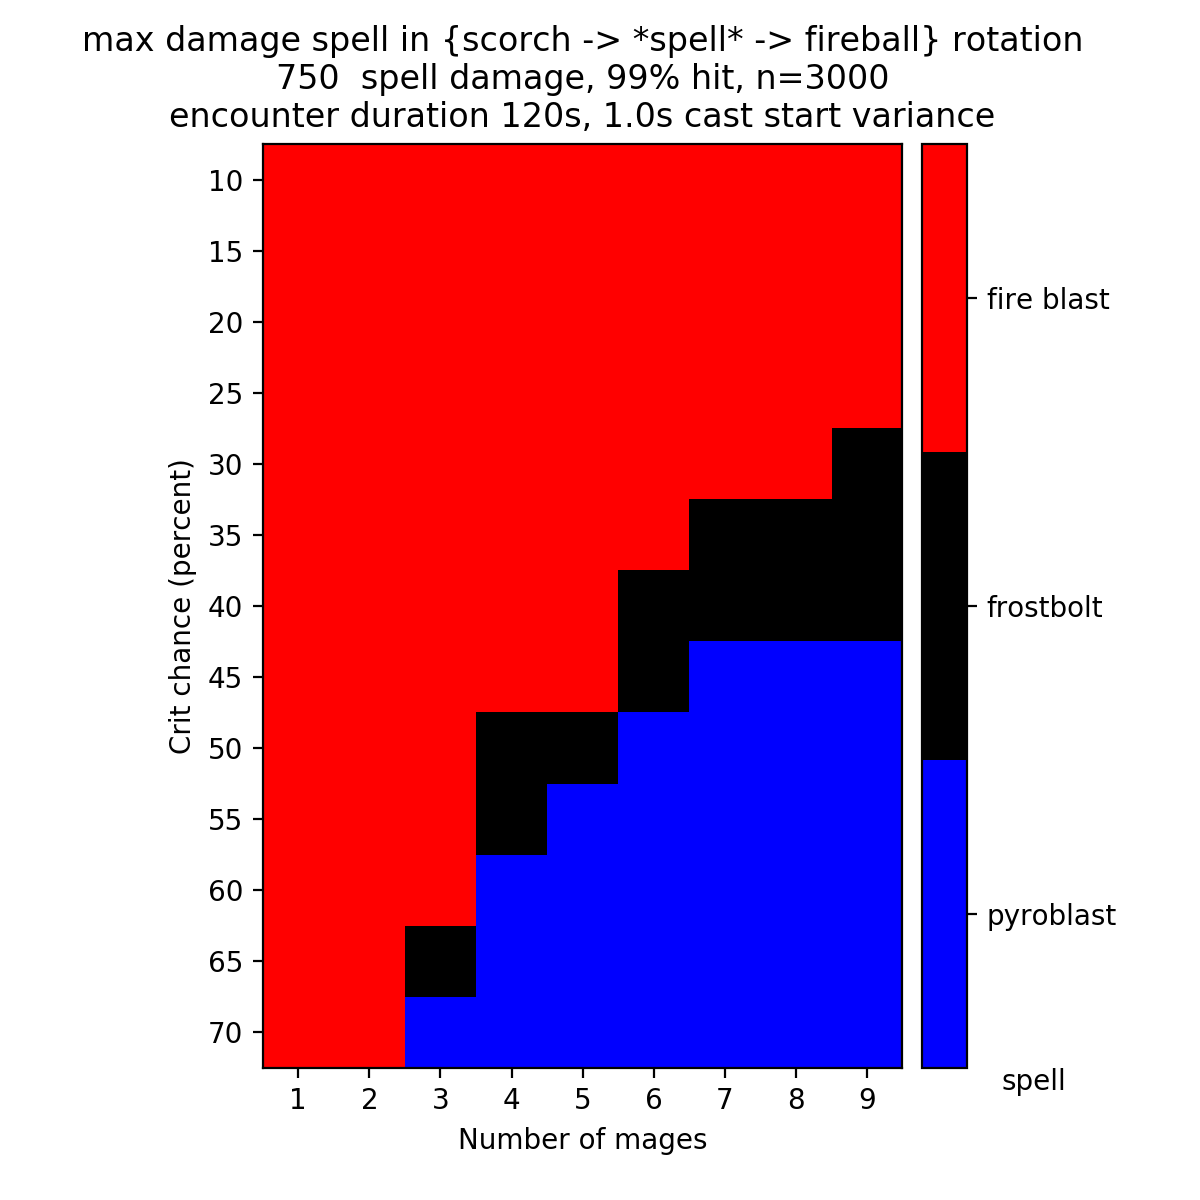 max damage spell in {scorch -> *spell* -> fireball} rotation
750  spell damage, 99% hit, n=3000
encounter duration 120s, 1.0s cast start variance
Crit chance (percent)
10
15
20
25
30
35
40
45
50
55
60
65
70
1 2 3 4 5 6 7 8 9
Number of mages
fire blast
frostbolt
pyroblast
spell